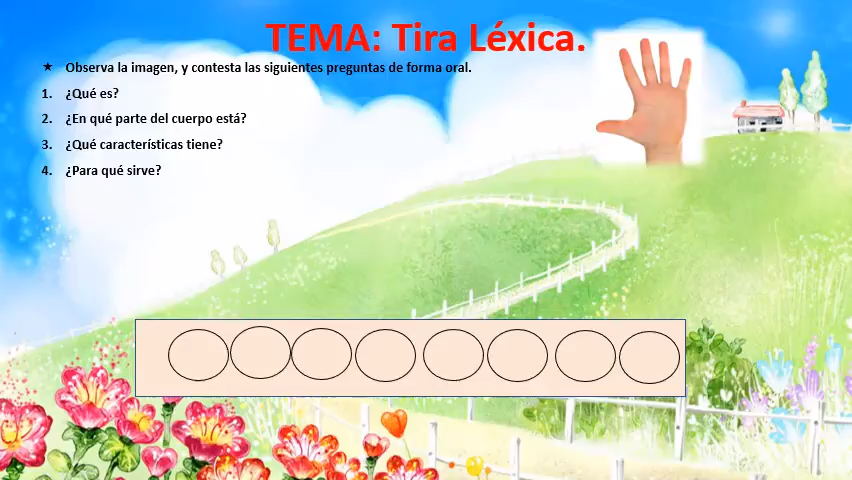 TEMA: Tira Léxica.
★ Observa la imagen, y contesta las siguientes preguntas de forma oral.
1. ¿Qué es?
2. ¿En qué parte del cuerpo está?
3. ¿Qué características tiene?
4. ¿Para qué sirve?